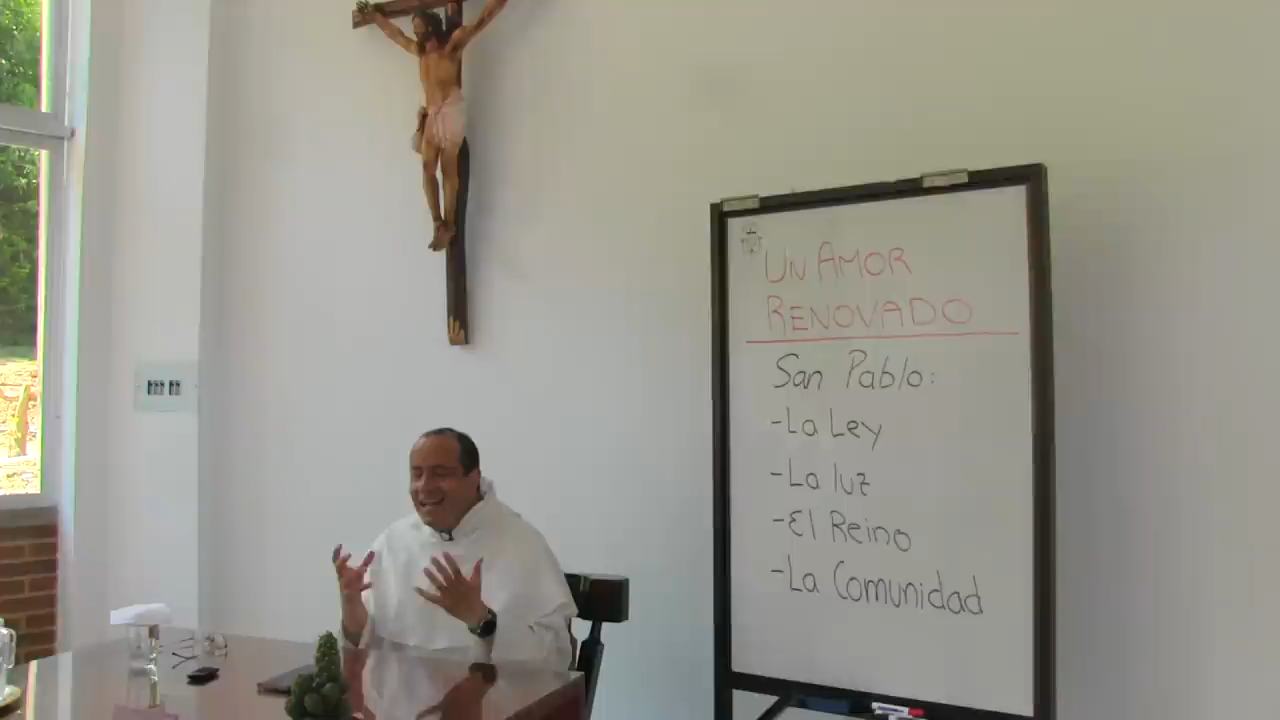 UN AMOR
RENOVADO
San Pablo:
-La Ley
-La luz
-El Reino
-La Comunidad